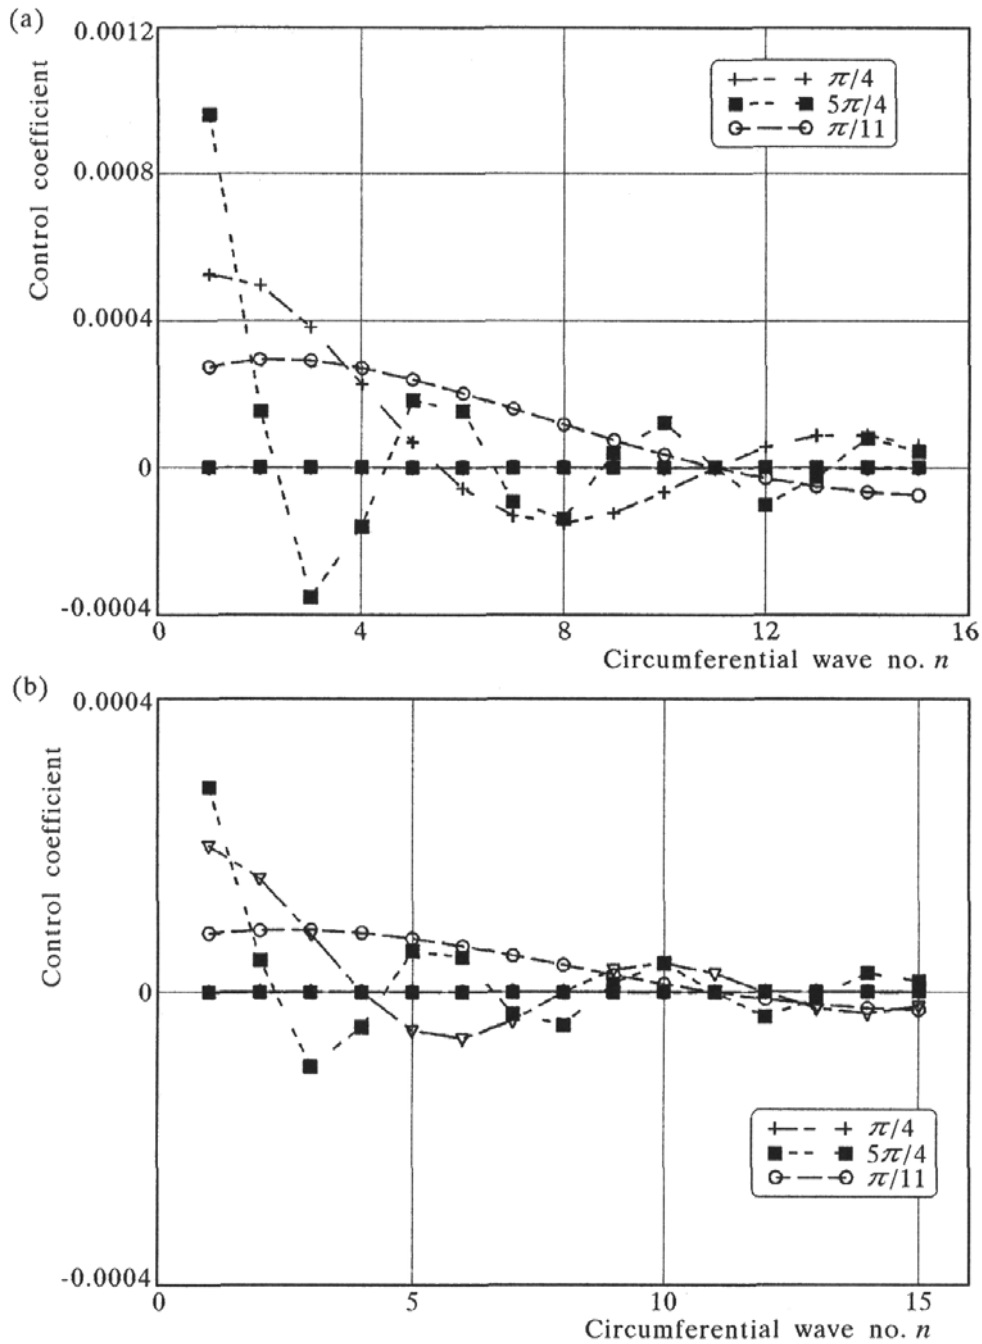 (a)
0.0012
0.0008
0.0004
0
-0.0004
Control coefficient
π/4
5π/4
π/11
0 4 8 12 16
Circumferential wave no. n
(b)
0.0004
0
-0.0004
Control coefficient
π/4
5π/4
π/11
0 5 10 15
Circumferential wave no. n